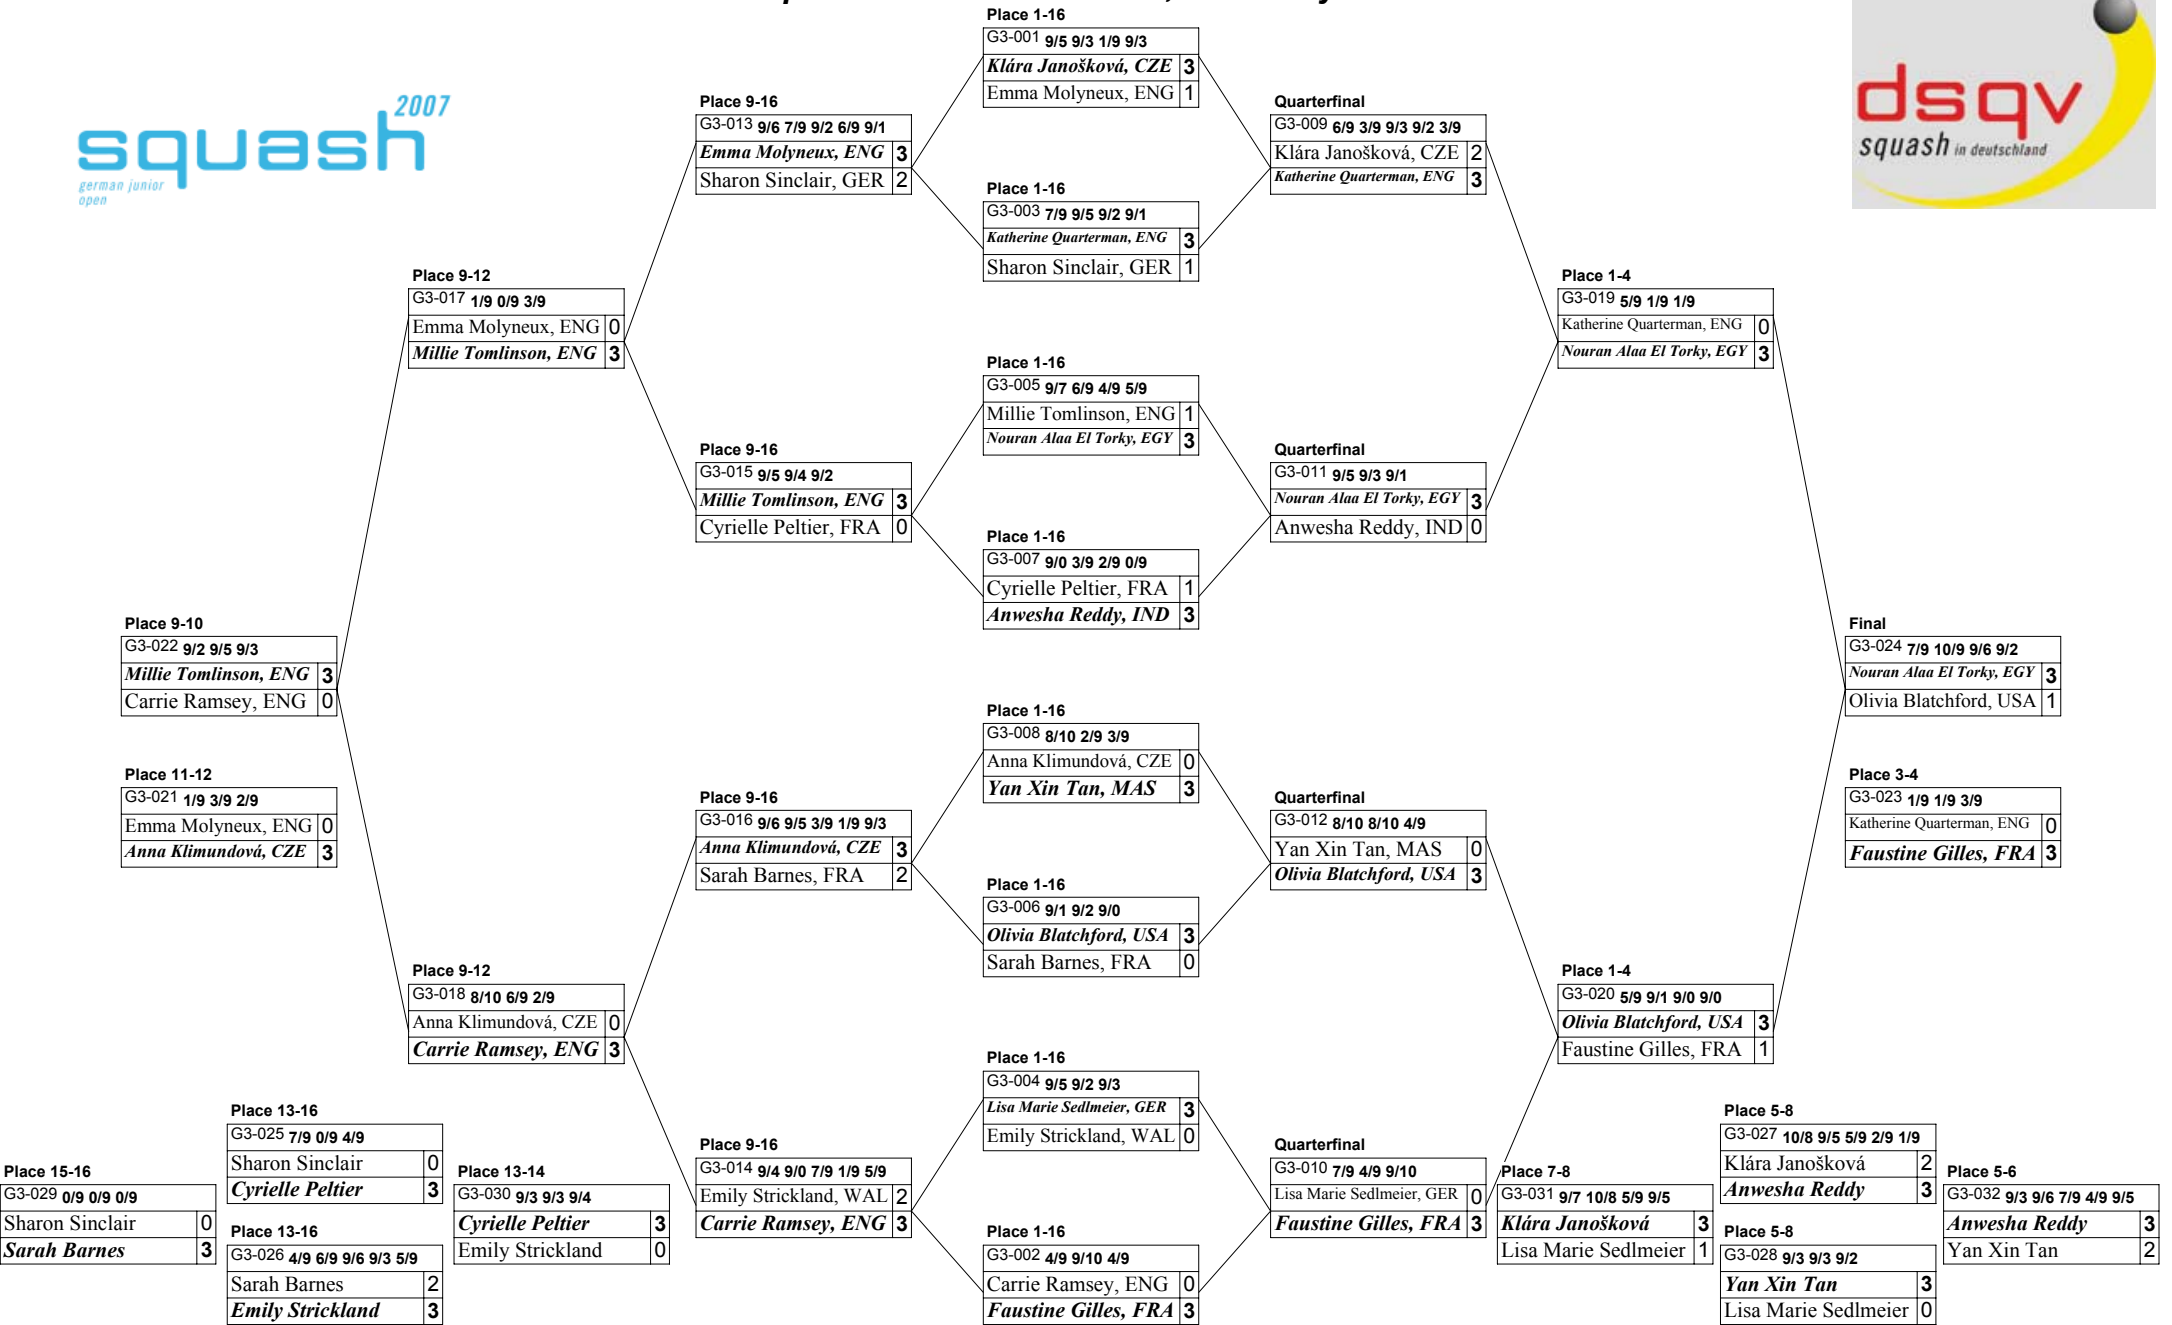 squash 2007
german junior
open
dsqv
squash in deutschland
Place 1-16
G3-001 9/5 9/3 1/9 9/3
Klára Janošková, CZE 3
Emma Molyneux, ENG 1
Place 9-16
G3-013 9/6 7/9 9/2 6/9 9/1
Emma Molyneux, ENG 3
Sharon Sinclair, GER 2
Quarterfinal
G3-009 6/9 3/9 9/3 9/2 3/9
Klára Janošková, CZE 2
Katherine Quarterman, ENG 3
Place 1-16
G3-003 7/9 9/5 9/2 9/1
Katherine Quarterman, ENG 3
Sharon Sinclair, GER 1
Place 9-12
G3-017 1/9 0/9 3/9
Emma Molyneux, ENG 0
Millie Tomlinson, ENG 3
Place 1-4
G3-019 5/9 1/9 1/9
Katherine Quarterman, ENG 0
Nouran Alaa El Torky, EGY 3
Place 1-16
G3-005 9/7 6/9 4/9 5/9
Millie Tomlinson, ENG 1
Nouran Alaa El Torky, EGY 3
Place 9-16
G3-015 9/5 9/4 9/2
Millie Tomlinson, ENG 3
Cyrielle Peltier, FRA 0
Quarterfinal
G3-011 9/5 9/3 9/1
Nouran Alaa El Torky, EGY 3
Anwesha Reddy, IND 0
Place 1-16
G3-007 9/0 3/9 2/9 0/9
Cyrielle Peltier, FRA 1
Anwesha Reddy, IND 3
Place 9-10
G3-022 9/2 9/5 9/3
Millie Tomlinson, ENG 3
Carrie Ramsey, ENG 0
Final
G3-024 7/9 10/9 9/6 9/2
Nouran Alaa El Torky, EGY 3
Olivia Blatchford, USA 1
Place 1-16
G3-008 8/10 2/9 3/9
Anna Klimundová, CZE 0
Yan Xin Tan, MAS 3
Place 11-12
G3-021 1/9 3/9 2/9
Emma Molyneux, ENG 0
Anna Klimundová, CZE 3
Place 3-4
G3-023 1/9 1/9 3/9
Katherine Quarterman, ENG 0
Faustine Gilles, FRA 3
Place 9-16
G3-016 9/6 9/5 3/9 1/9 9/3
Anna Klimundová, CZE 3
Sarah Barnes, FRA 2
Quarterfinal
G3-012 8/10 8/10 4/9
Yan Xin Tan, MAS 0
Olivia Blatchford, USA 3
Place 1-16
G3-006 9/1 9/2 9/0
Olivia Blatchford, USA 3
Sarah Barnes, FRA 0
Place 9-12
G3-018 8/10 6/9 2/9
Anna Klimundová, CZE 0
Carrie Ramsey, ENG 3
Place 1-4
G3-020 5/9 9/1 9/0 9/0
Olivia Blatchford, USA 3
Faustine Gilles, FRA 1
Place 1-16
G3-004 9/5 9/2 9/3
Lisa Marie Sedlmeier, GER 3
Emily Strickland, WAL 0
Place 13-16
G3-025 7/9 0/9 4/9
Sharon Sinclair 0
Cyrielle Peltier 3
Place 5-8
G3-027 10/8 9/5 5/9 2/9 1/9
Klára Janošková 2
Anwesha Reddy 3
Place 9-16
G3-014 9/4 9/0 7/9 1/9 5/9
Emily Strickland, WAL 2
Carrie Ramsey, ENG 3
Quarterfinal
G3-010 7/9 4/9 9/10
Lisa Marie Sedlmeier, GER 0
Faustine Gilles, FRA 3
Place 15-16
G3-029 0/9 0/9 0/9
Sharon Sinclair 0
Sarah Barnes 3
Place 13-14
G3-030 9/3 9/3 9/4
Cyrielle Peltier 3
Emily Strickland 0
Place 7-8
G3-031 9/7 10/8 5/9 9/5
Klára Janošková 3
Lisa Marie Sedlmeier 1
Place 5-6
G3-032 9/3 9/6 7/9 4/9 9/5
Anwesha Reddy 3
Yan Xin Tan 2
Place 13-16
G3-026 4/9 6/9 9/6 9/3 5/9
Sarah Barnes 2
Emily Strickland 3
Place 1-16
G3-002 4/9 9/10 4/9
Carrie Ramsey, ENG 0
Faustine Gilles, FRA 3
Place 5-8
G3-028 9/3 9/3 9/2
Yan Xin Tan 3
Lisa Marie Sedlmeier 0